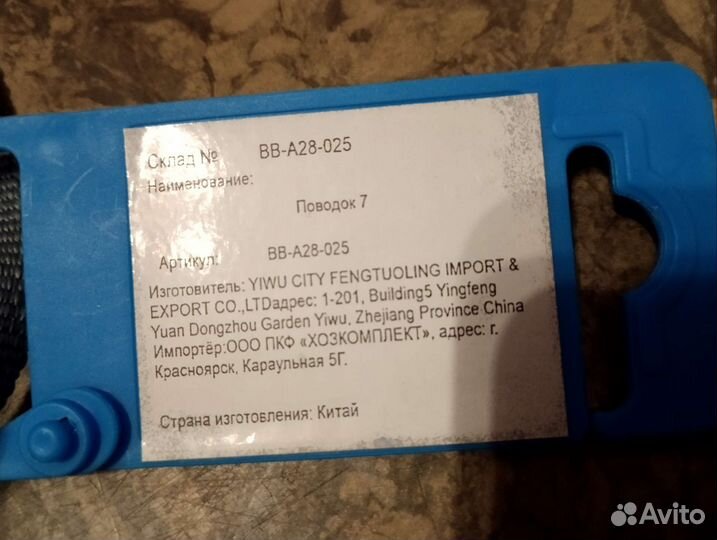 Склад № BB-A28-025
Наименование:
Поводок 7
Артикул: BB-A28-025
Изготовитель: YIWU CITY FENGTUOLING IMPORT &
EXPORT CO.,LTDадрес: 1-201, Building5 Yingfeng
Yuan Dongzhou Garden Yiwu, Zhejiang Province China
Импортёр:ООО ПКФ «ХОЗКОМПЛЕКТ», адрес: г.
Красноярск, Караульная 5Г.
Страна изготовления: Китай
Avito